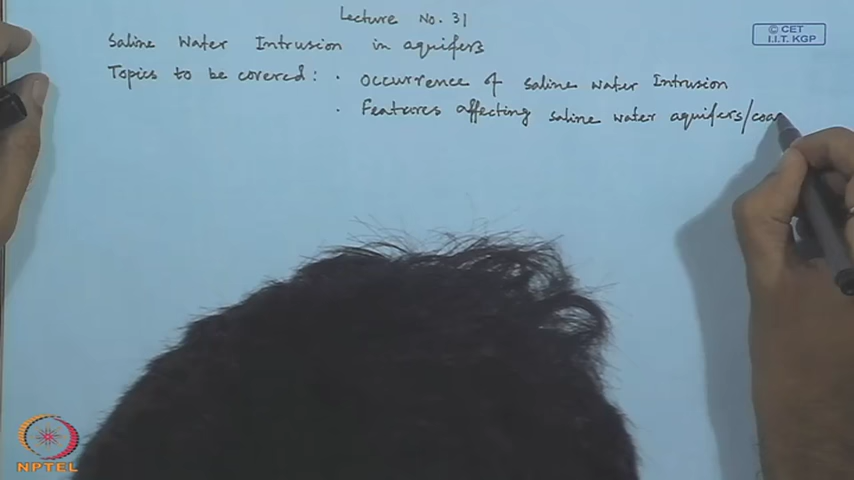 Lecture No. 31
© CET
I.I.T. KGP
Saline Water Intrusion in aquifers
Topics to be covered : · Occurrence of saline water Intrusion
· Features affecting saline water aquifers/coa
NPTEL